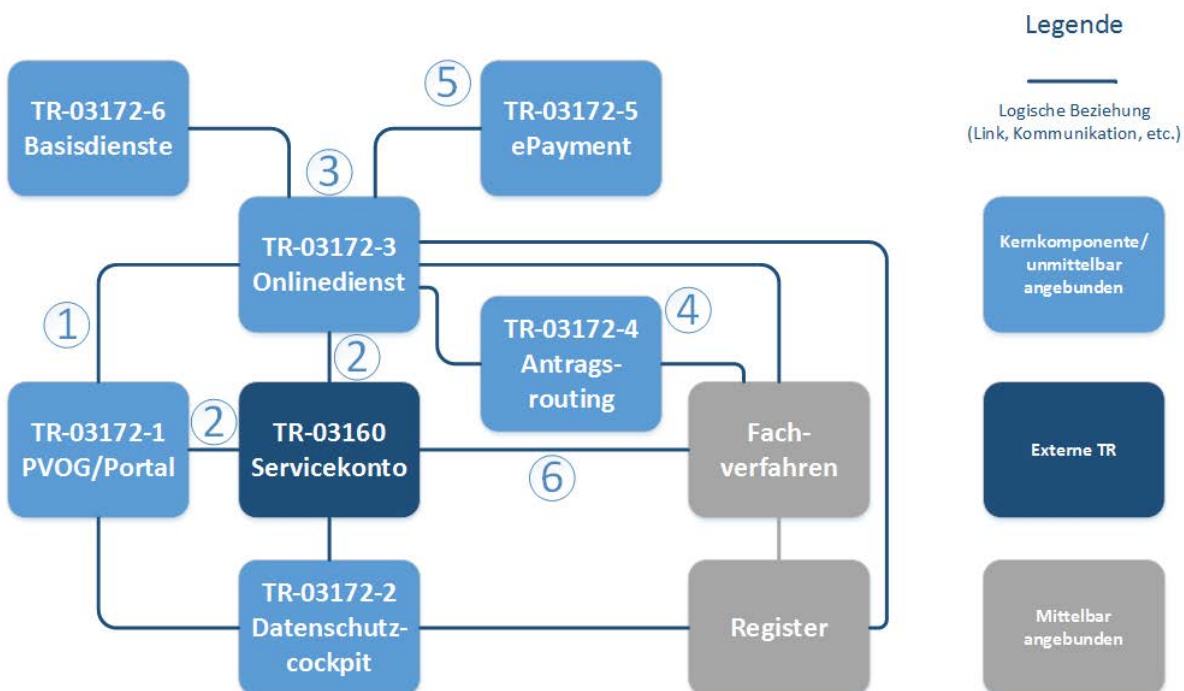 Legende
Logische Beziehung
(Link, Kommunikation, etc.)
TR-03172-6
Basisdienste
5
TR-03172-5
ePayment
3
TR-03172-3
Onlinedienst
Kernkomponente/
unmittelbar
angebunden
1
2
TR-03172-4
Antrags-
routing
4
TR-03172-1
PVOG/Portal
2
TR-03160
Servicekonto
6
Fach-
verfahren
Externe TR
TR-03172-2
Datenschutz-
cockpit
Register
Mittelbar
angebunden